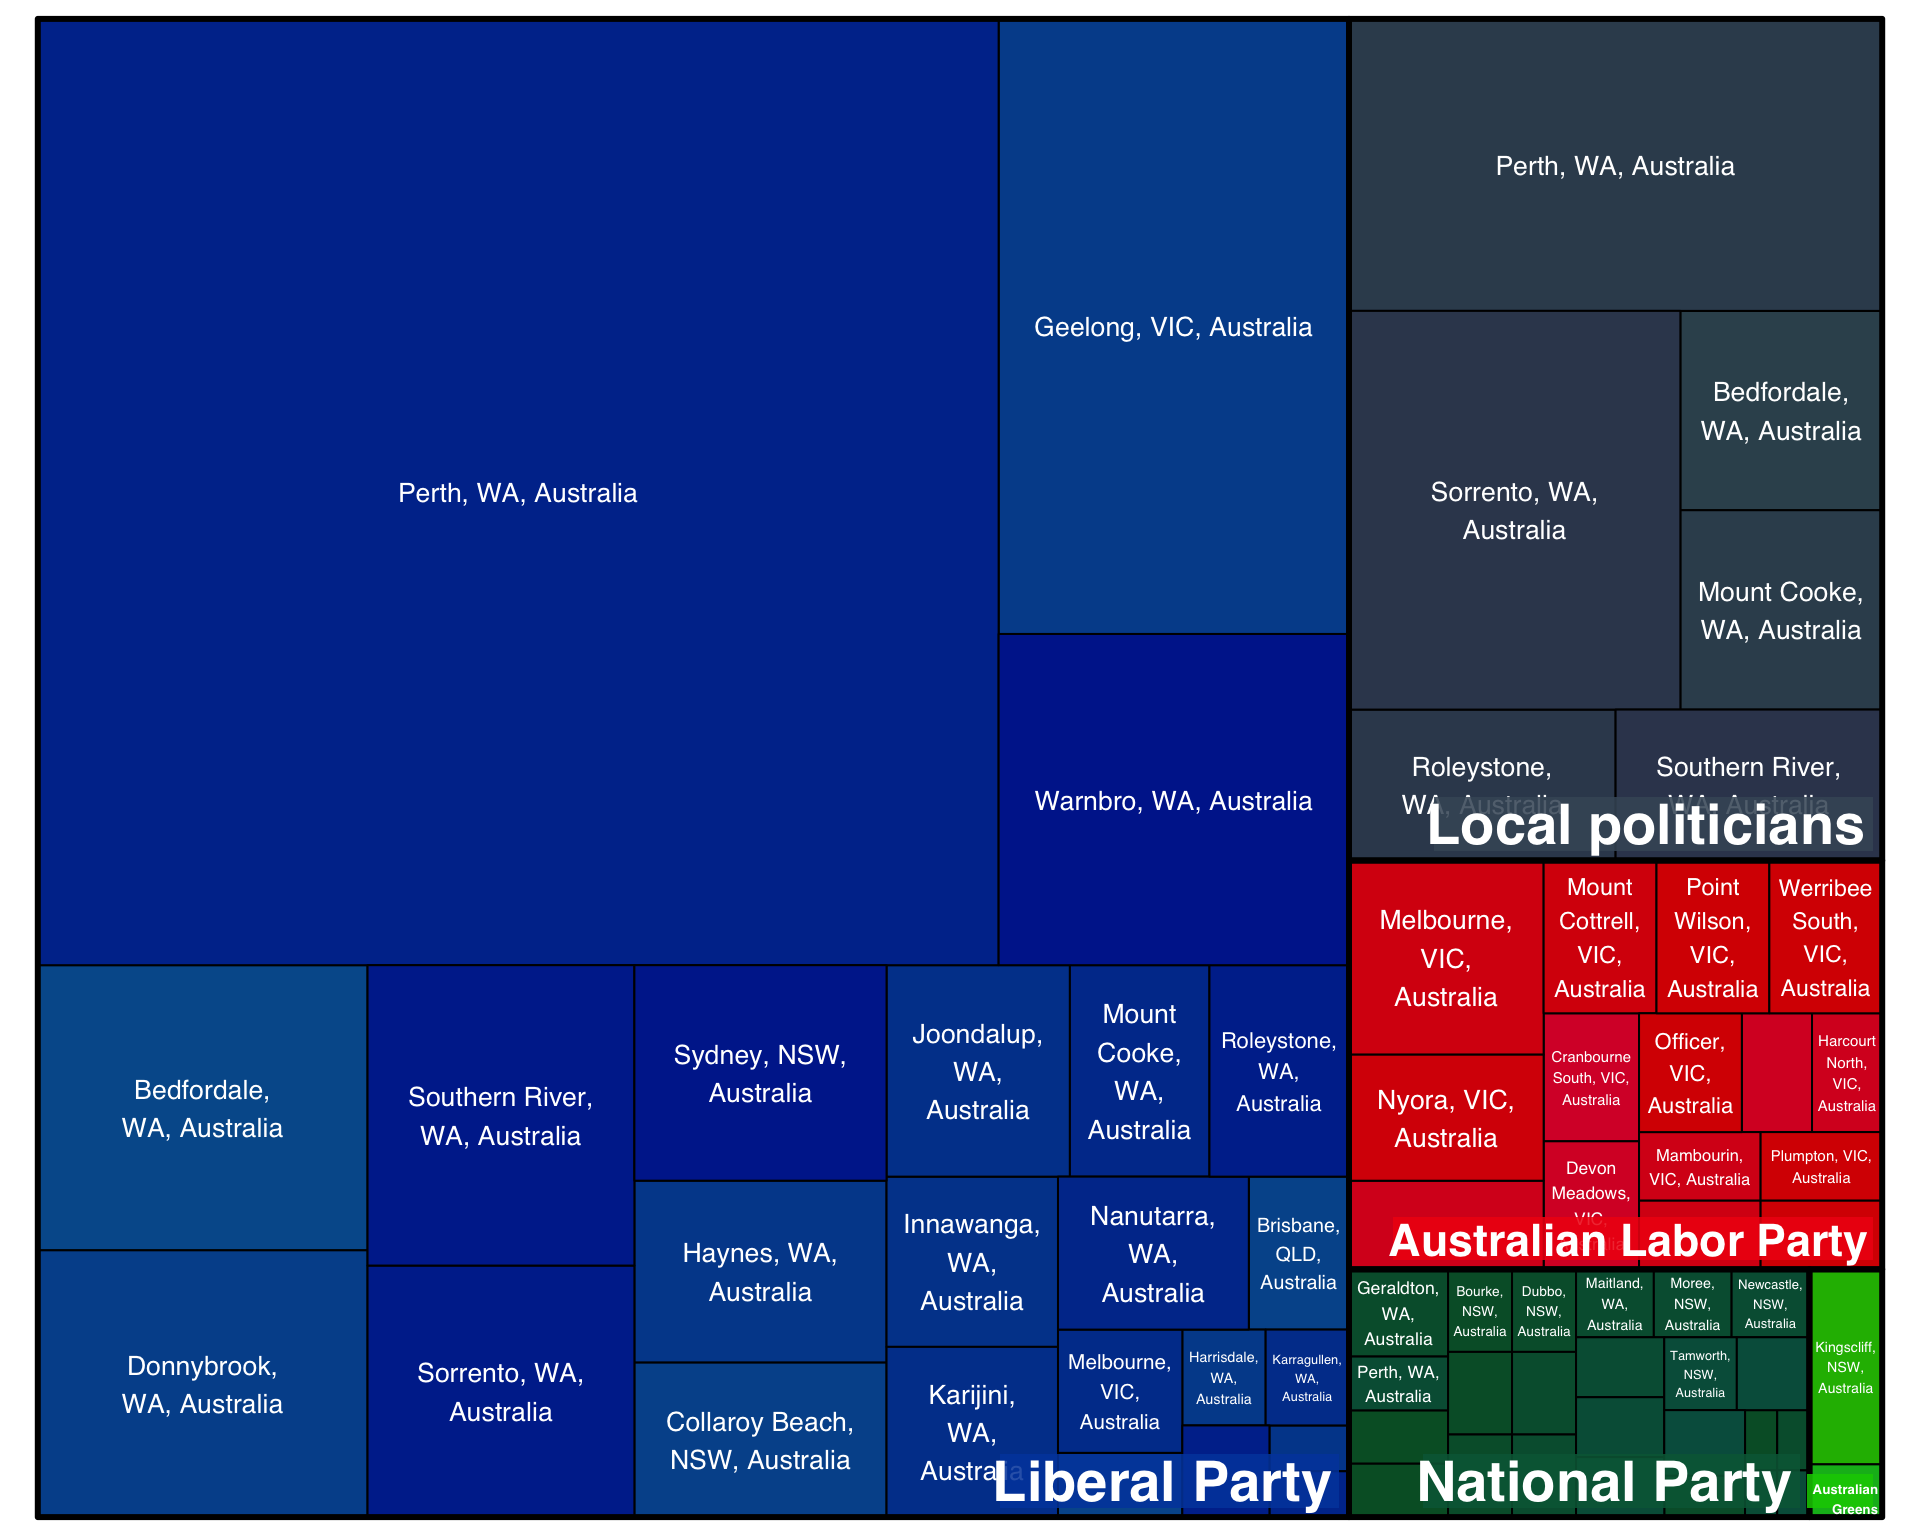 Perth, WA, Australia
Geelong, VIC, Australia
Warnbro, WA, Australia
Bedfordale,
WA, Australia
Donnybrook,
WA, Australia
Southern River,
WA, Australia
Sorrento, WA,
Australia
Sydney, NSW,
Australia
Haynes, WA,
Australia
Collaroy Beach,
NSW, Australia
Joondalup,
WA,
Australia
Mount
Cooke,
WA,
Australia
Roleystone,
WA,
Australia
Innawanga,
WA,
Australia
Nanutarra,
WA,
Australia
Brisbane,
QLD,
Australia
Karijini,
WA,
Australia
Melbourne,
VIC,
Australia
Harrisdale,
WA,
Australia
Karragullen,
WA,
Australia
Liberal Party
Perth, WA, Australia
Sorrento, WA,
Australia
Bedfordale,
WA, Australia
Mount Cooke,
WA, Australia
Roleystone,
WA, Australia
Southern River,
WA, Australia
Local politicians
Melbourne,
VIC,
Australia
Nyora, VIC,
Australia
Mount
Cottrell,
VIC,
Australia
Point
Wilson,
VIC,
Australia
Werribee
South,
VIC,
Australia
Cranbourne
South, VIC,
Australia
Officer,
VIC,
Australia
Harcourt
North,
VIC,
Australia
Devon
Meadows,
VIC,
Mambourin,
VIC, Australia
Plumpton, VIC,
Australia
Australian Labor Party
Geraldton,
WA,
Australia
Perth, WA,
Australia
Bourke,
NSW,
Australia
Dubbo,
NSW,
Australia
Maitland,
WA,
Australia
Moree,
NSW,
Australia
Newcastle,
NSW,
Australia
Tamworth,
NSW,
Australia
National Party
Kingscliff,
NSW,
Australia
Australian
Greens